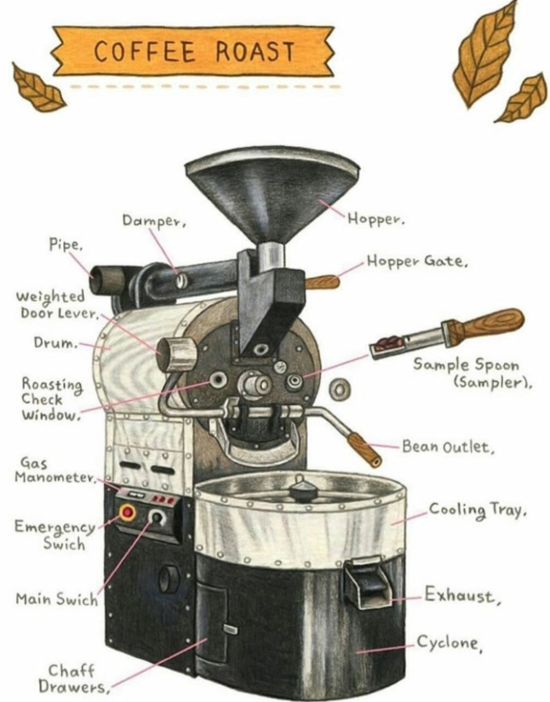 COFFEE ROAST
Damper,
Hopper.
Pipe,
Hopper Gate,
Weighted
Door Lever.
Drum.
Sample Spoon
(Sampler),
Roasting
Check
Window.
Bean Outlet,
Gas
Manometer,
Cooling Tray,
Emergency
Swich
Main Swich
Exhaust,
Cyclone,
Chaff
Drawers,